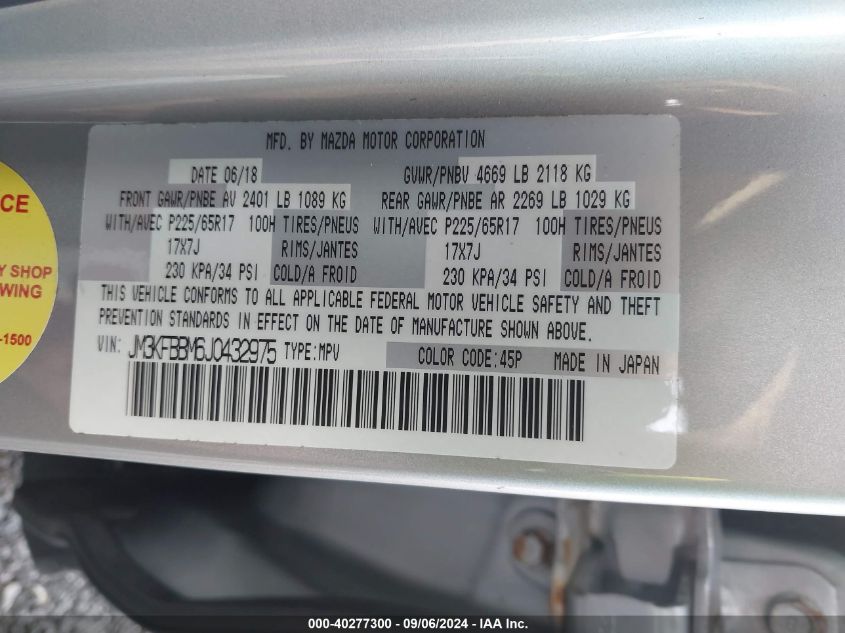 MFD. BY MAZDA MOTOR CORPORATION
DATE 06/18 GVWR/PNBV 4669 LB 2118 KG
FRONT GAWR/PNBE AV 2401 LB 1089 KG REAR GAWR/PNBE AR 2269 LB 1029 KG
WITH/AVEC P225/65R17 100H TIRES/PNEUS WITH/AVEC P225/65R17 100H TIRES/PNEUS
17X7J RIMS/JANTES 17X7J RIMS/JANTES
230 KPA/34 PSI COLD/A FROID 230 KPA/34 PSI COLD/A FROID
THIS VEHICLE CONFORMS TO ALL APPLICABLE FEDERAL MOTOR VEHICLE SAFETY AND THEFT
PREVENTION STANDARDS IN EFFECT ON THE DATE OF MANUFACTURE SHOWN ABOVE.
VIN: JM3KFBBM6J0432975 TYPE:MPV COLOR CODE:45P MADE IN JAPAN
CE
Y SHOP
WING
-1500
000-40277300 - 09/06/2024 - IAA Inc.